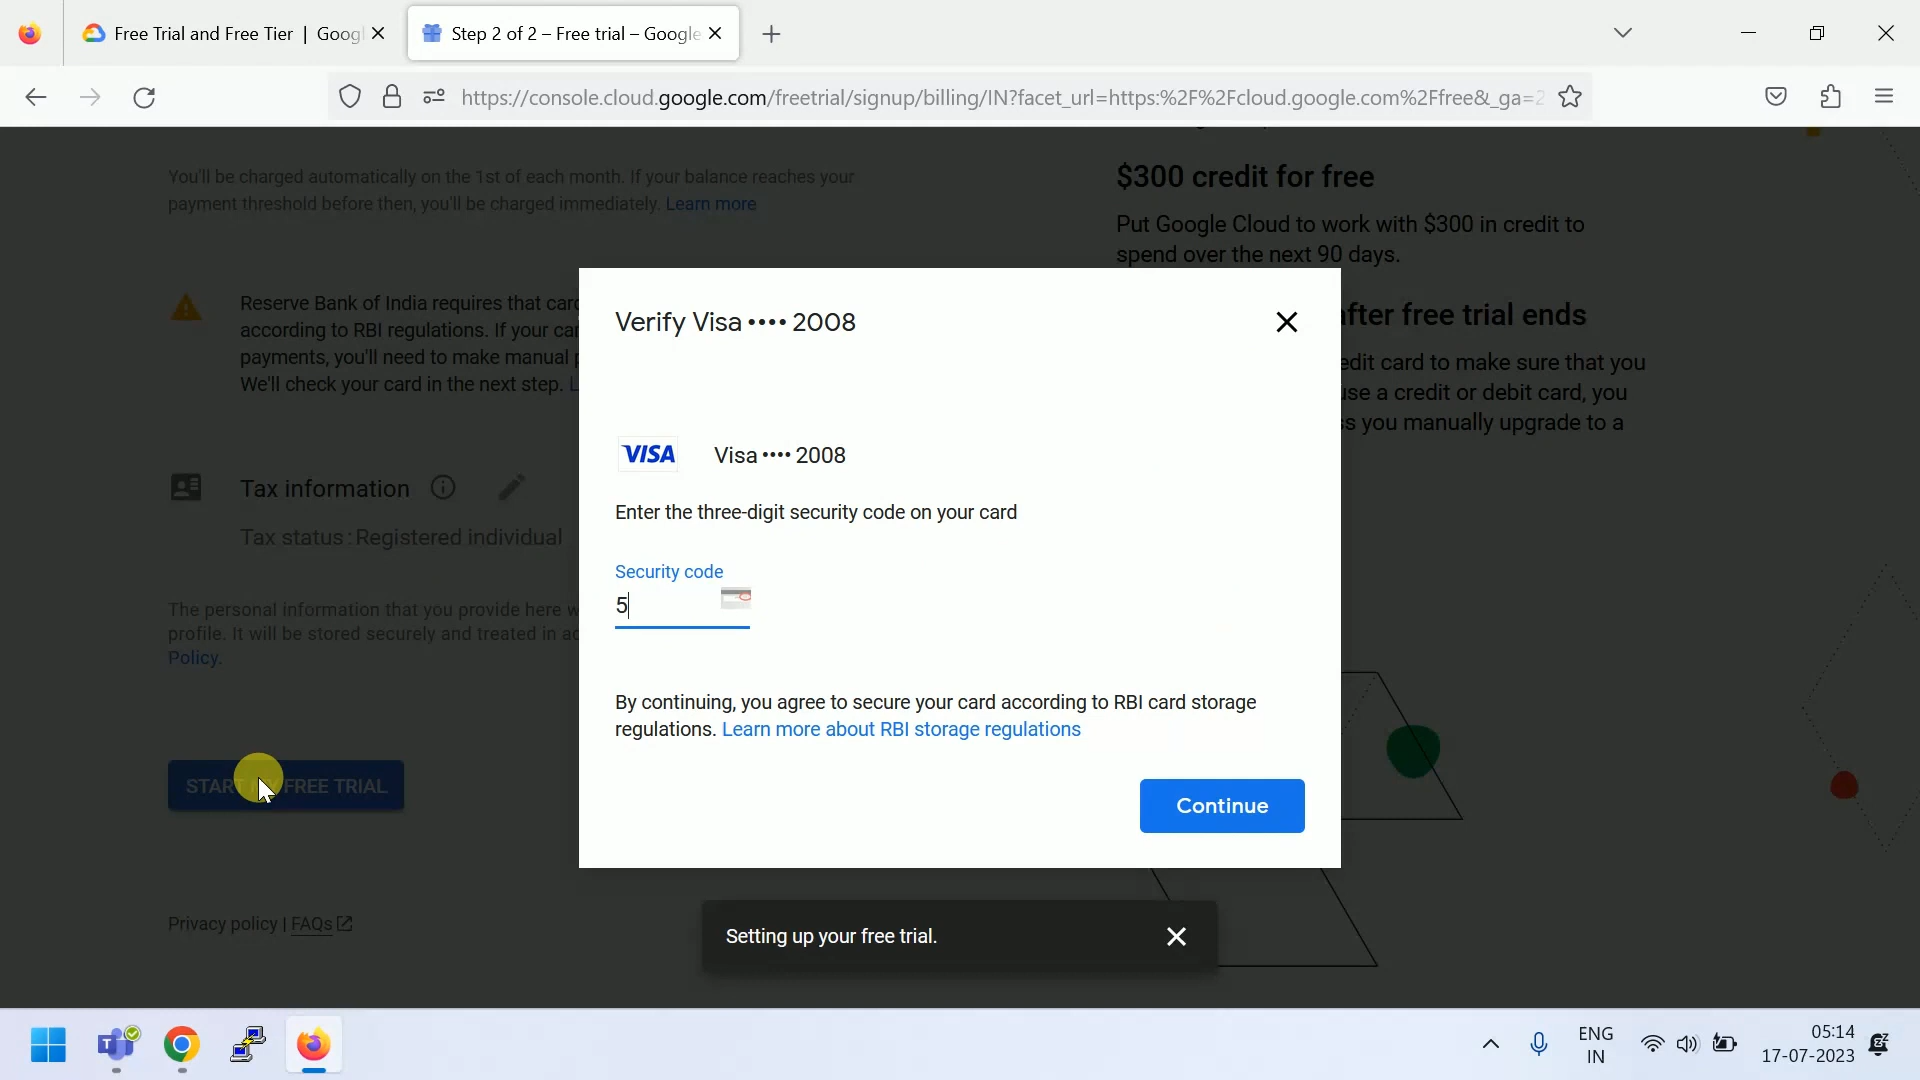 Free Trial and Free Tier | Googl
Step 2 of 2 – Free trial – Google
https://console.cloud.google.com/freetrial/signup/billing/IN?facet_url=https:%2F%2Fcloud.google.com%2Ffree&_ga=2
You'll be charged automatically on the 1st of each month. If your balance reaches your
payment threshold before then, you'll be charged immediately. Learn more
$300 credit for free
Put Google Cloud to work with $300 in credit to
spend over the next 90 days.
Reserve Bank of India requires that card
according to RBI regulations. If your car
payments, you'll need to make manual p
We'll check your card in the next step. L
fter free trial ends
edit card to make sure that you
use a credit or debit card, you
s you manually upgrade to a
Tax information
Tax status : Registered individual
The personal information that you provide here w
profile. It will be stored securely and treated in ac
Policy.
START MY FREE TRIAL
Privacy policy | FAQs
Verify Visa •••• 2008
VISA
Visa •••• 2008
Enter the three-digit security code on your card
Security code
5
By continuing, you agree to secure your card according to RBI card storage
regulations. Learn more about RBI storage regulations
Continue
Setting up your free trial.
ENG
IN
05:14
17-07-2023